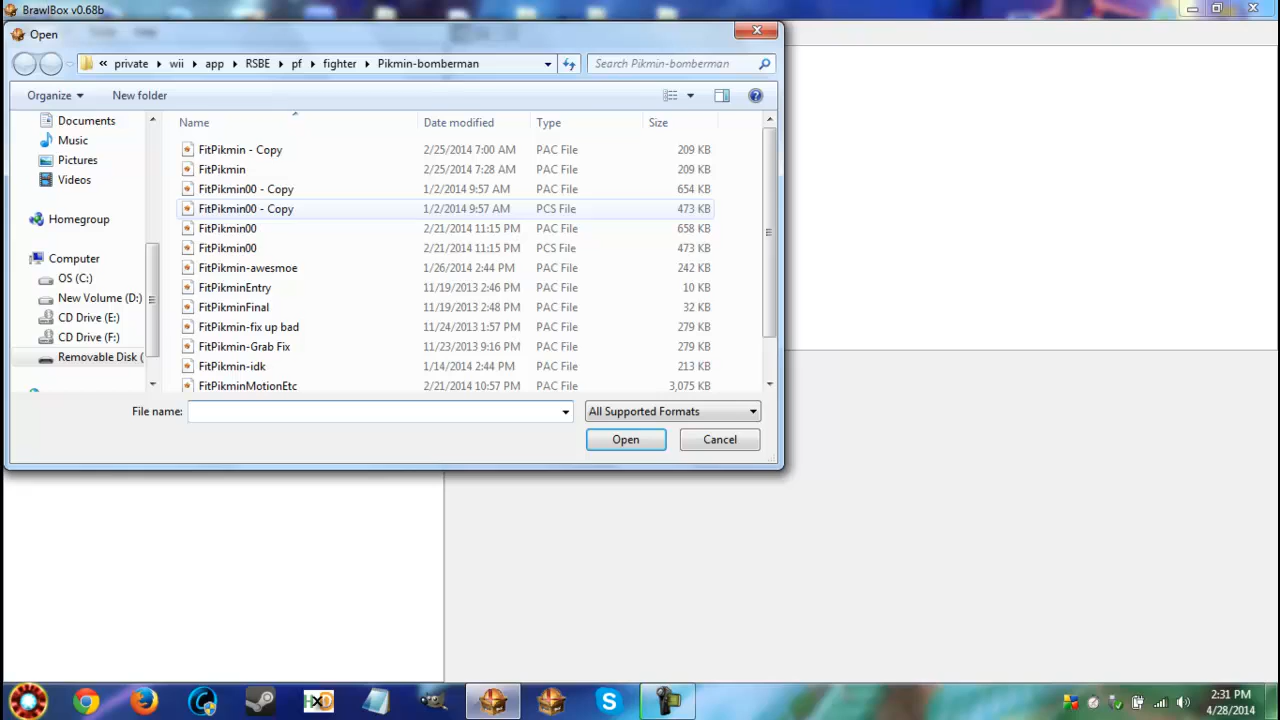 BrawlBox v0.68b
Open
« private wii app RSBE pf fighter Pikmin-bomberman Search Pikmin-bomberman
Organize New folder
Name Date modified Type Size
Documents
Music
Pictures
Videos
Homegroup
Computer
OS (C:)
New Volume (D:)
CD Drive (E:)
CD Drive (F:)
Removable Disk (
FitPikmin - Copy 2/25/2014 7:00 AM PAC File 209 KB
FitPikmin 2/25/2014 7:28 AM PAC File 209 KB
FitPikmin00 - Copy 1/2/2014 9:57 AM PAC File 654 KB
FitPikmin00 - Copy 1/2/2014 9:57 AM PCS File 473 KB
FitPikmin00 2/21/2014 11:15 PM PAC File 658 KB
FitPikmin00 2/21/2014 11:15 PM PCS File 473 KB
FitPikmin-awesmoe 1/26/2014 2:44 PM PAC File 242 KB
FitPikminEntry 11/19/2013 2:46 PM PAC File 10 KB
FitPikminFinal 11/19/2013 2:48 PM PAC File 32 KB
FitPikmin-fix up bad 11/24/2013 1:57 PM PAC File 279 KB
FitPikmin-Grab Fix 11/23/2013 9:16 PM PAC File 279 KB
FitPikmin-idk 1/14/2014 2:44 PM PAC File 213 KB
FitPikminMotionEtc 2/21/2014 10:57 PM PAC File 3,075 KB
File name: All Supported Formats
Open Cancel
HXD
2:31 PM
4/28/2014